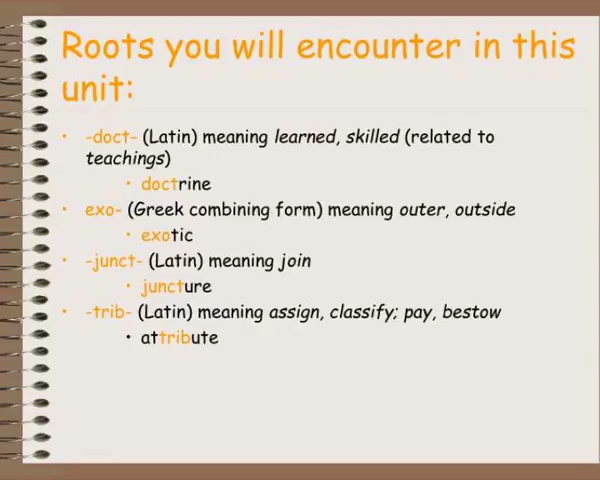 Roots you will encounter in this
unit:
• -doct- (Latin) meaning learned, skilled (related to
teachings)
• doctrine
• exo- (Greek combining form) meaning outer, outside
• exotic
• -junct- (Latin) meaning join
• juncture
• -trib- (Latin) meaning assign, classify; pay, bestow
• attribute